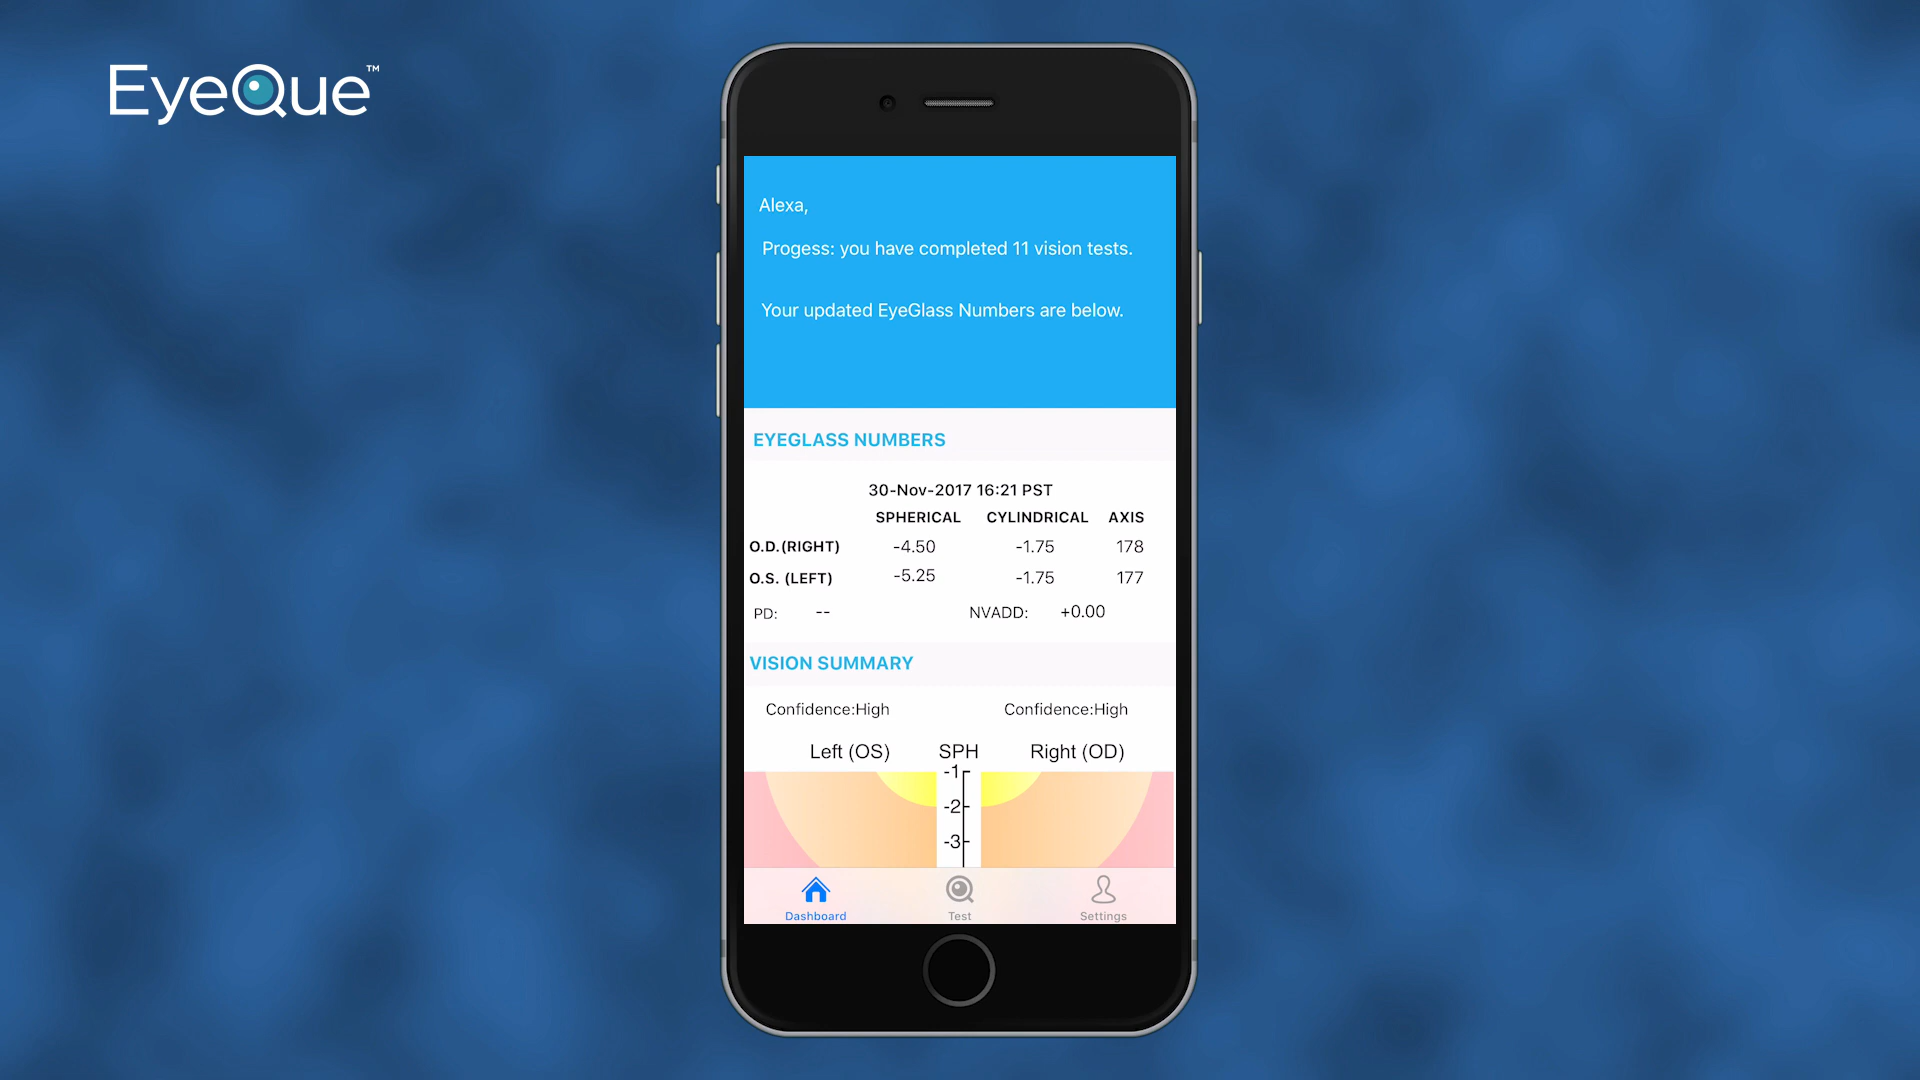 EyeQue™
Alexa,
Progess: you have completed 11 vision tests.
Your updated EyeGlass Numbers are below.
EYEGLASS NUMBERS
30-Nov-2017 16:21 PST
SPHERICAL CYLINDRICAL AXIS
O.D.(RIGHT) -4.50 -1.75 178
O.S. (LEFT) -5.25 -1.75 177
PD: -- NVADD: +0.00
VISION SUMMARY
Confidence:High Confidence:High
Left (OS) SPH Right (OD)
-1
-2
-3
Dashboard Test Settings